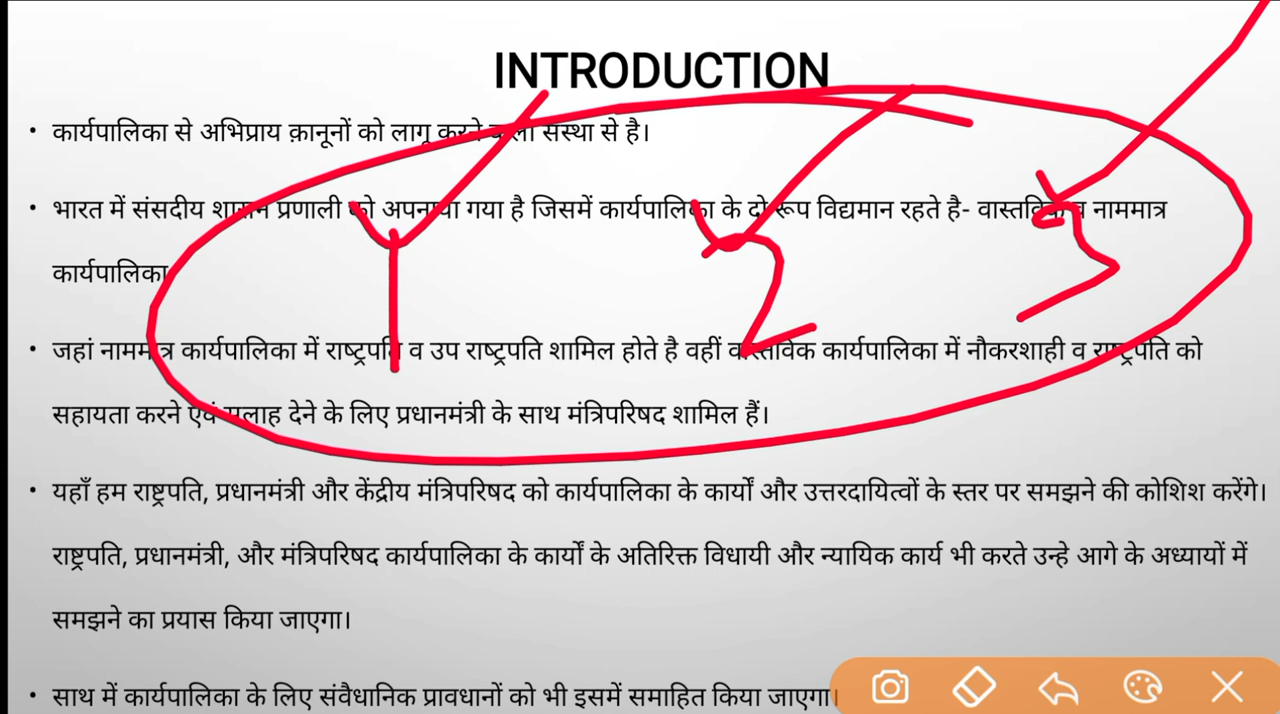 INTRODUCTION
• कार्यपालिका से अभिप्राय क़ानूनों को लागू करने वाली संस्था से है।
• भारत में संसदीय शासन प्रणाली को अपनाया गया है जिसमें कार्यपालिका के दो रूप विद्यमान रहते है- वास्तविक व नाममात्र
कार्यपालिका
• जहां नाममात्र कार्यपालिका में राष्ट्रपति व उप राष्ट्रपति शामिल होते है वहीं वास्तविक कार्यपालिका में नौकरशाही व राष्ट्रपति को
सहायता करने एवं सलाह देने के लिए प्रधानमंत्री के साथ मंत्रिपरिषद शामिल हैं।
• यहाँ हम राष्ट्रपति, प्रधानमंत्री और केंद्रीय मंत्रिपरिषद को कार्यपालिका के कार्यों और उत्तरदायित्वों के स्तर पर समझने की कोशिश करेंगे।
राष्ट्रपति, प्रधानमंत्री, और मंत्रिपरिषद कार्यपालिका के कार्यों के अतिरिक्त विधायी और न्यायिक कार्य भी करते उन्हे आगे के अध्यायों में
समझने का प्रयास किया जाएगा।
• साथ में कार्यपालिका के लिए संवैधानिक प्रावधानों को भी इसमें समाहित किया जाएगा।
1 2 3